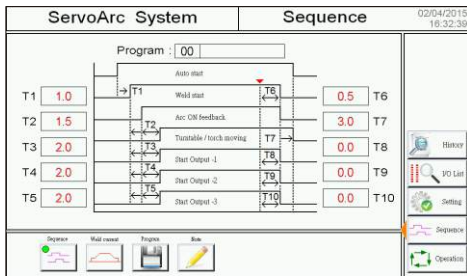 ServoArc System
Sequence
02/04/2015
16:32:39
Program : 00
Auto start
T1 1.0
T1
Weld start
T6
0.5 T6
T2 1.5
Arc ON feedback
3.0 T7
T2
Turntable / torch moving
T7
T3 2.0
T3
Start Output -1
T8
0.0 T8
T4 2.0
T4
Start Output -2
T9
0.0 T9
T5 2.0
T5
Start Output -3
T10
0.0 T10
History
I/O List
Setting
Sequence
Operation
Sequence
Weld current
Program
Note